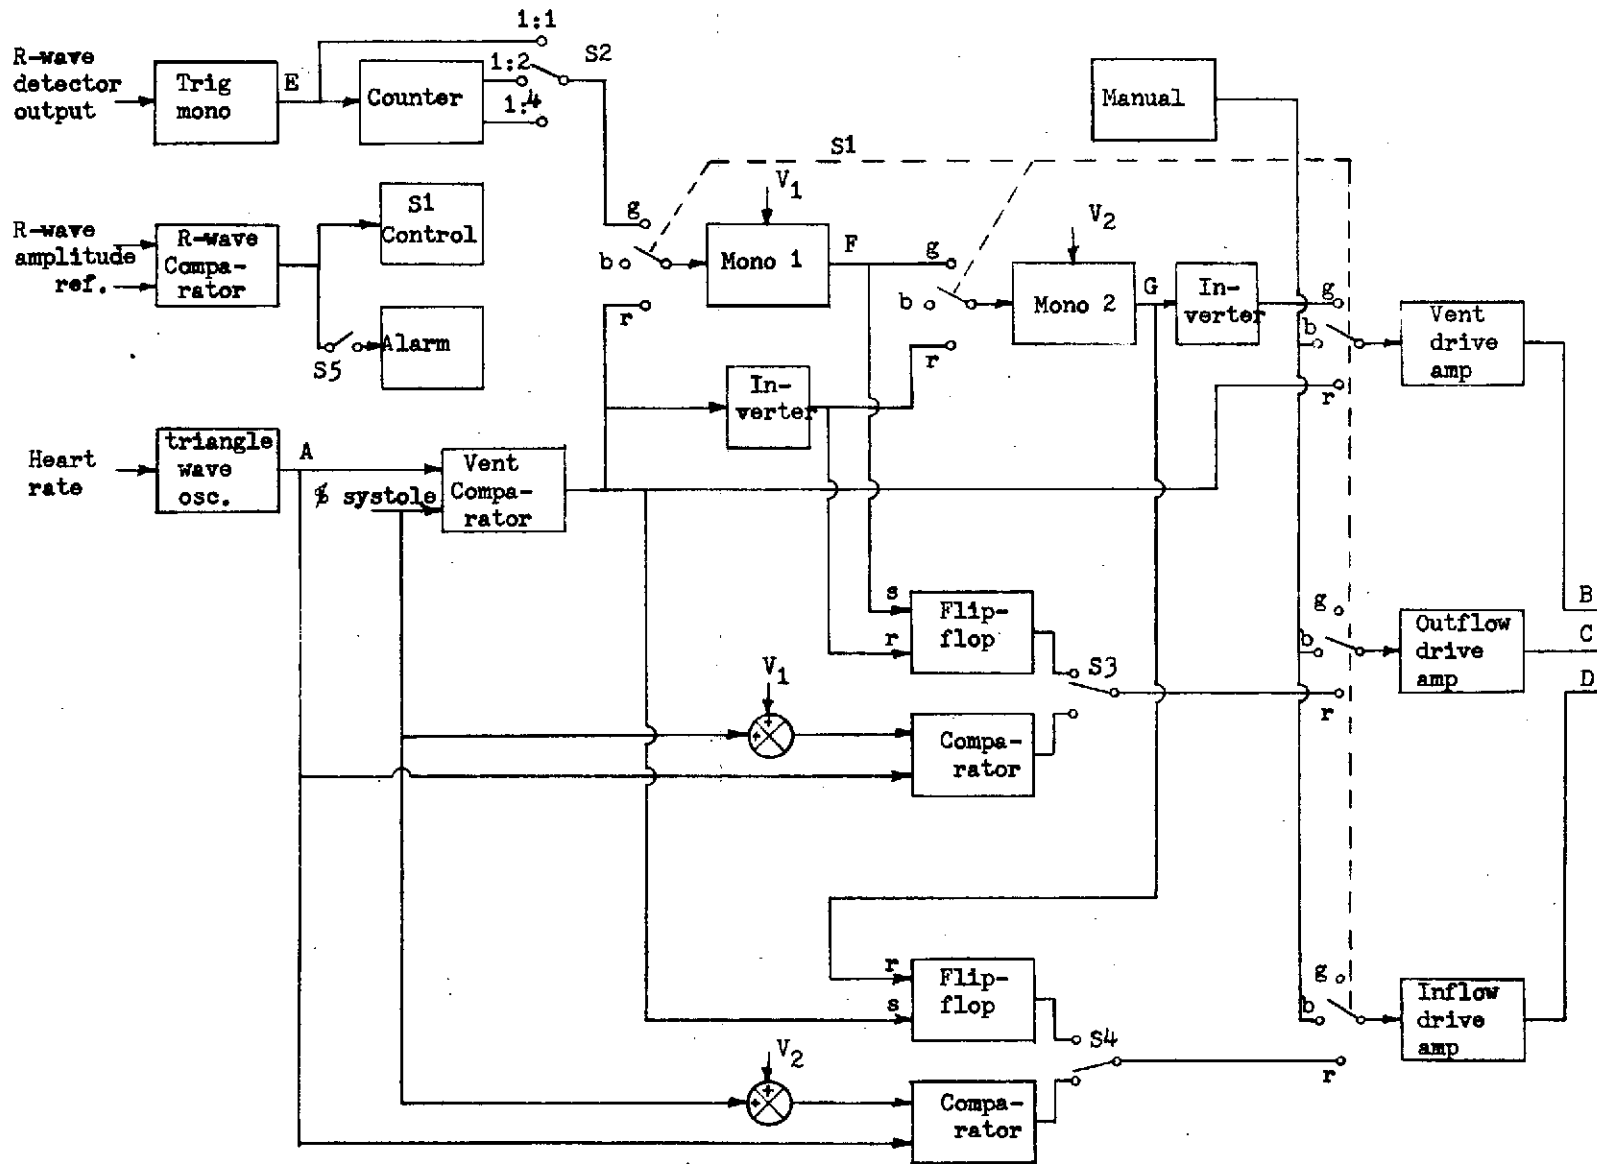 1:1
S2
R-wave
detector
output
Trig
mono
E
Counter
1:2
1:4
Manual
S1
R-wave
amplitude
ref.
R-wave
Compa-
rator
S1
Control
S5
Alarm
g
b
r
V1
Mono 1
F
g
b
r
V2
Mono 2
G
In-
verter
g
b
r
Vent
drive
amp
In-
verter
Heart
rate
triangle
wave
osc.
A
% systole
Vent
Compa-
rator
s
r
Flip-
flop
S3
V1
+
+
Compa-
rator
g
b
r
Outflow
drive
amp
B
C
D
r
s
Flip-
flop
S4
V2
+
+
Compa-
rator
g
b
r
Inflow
drive
amp